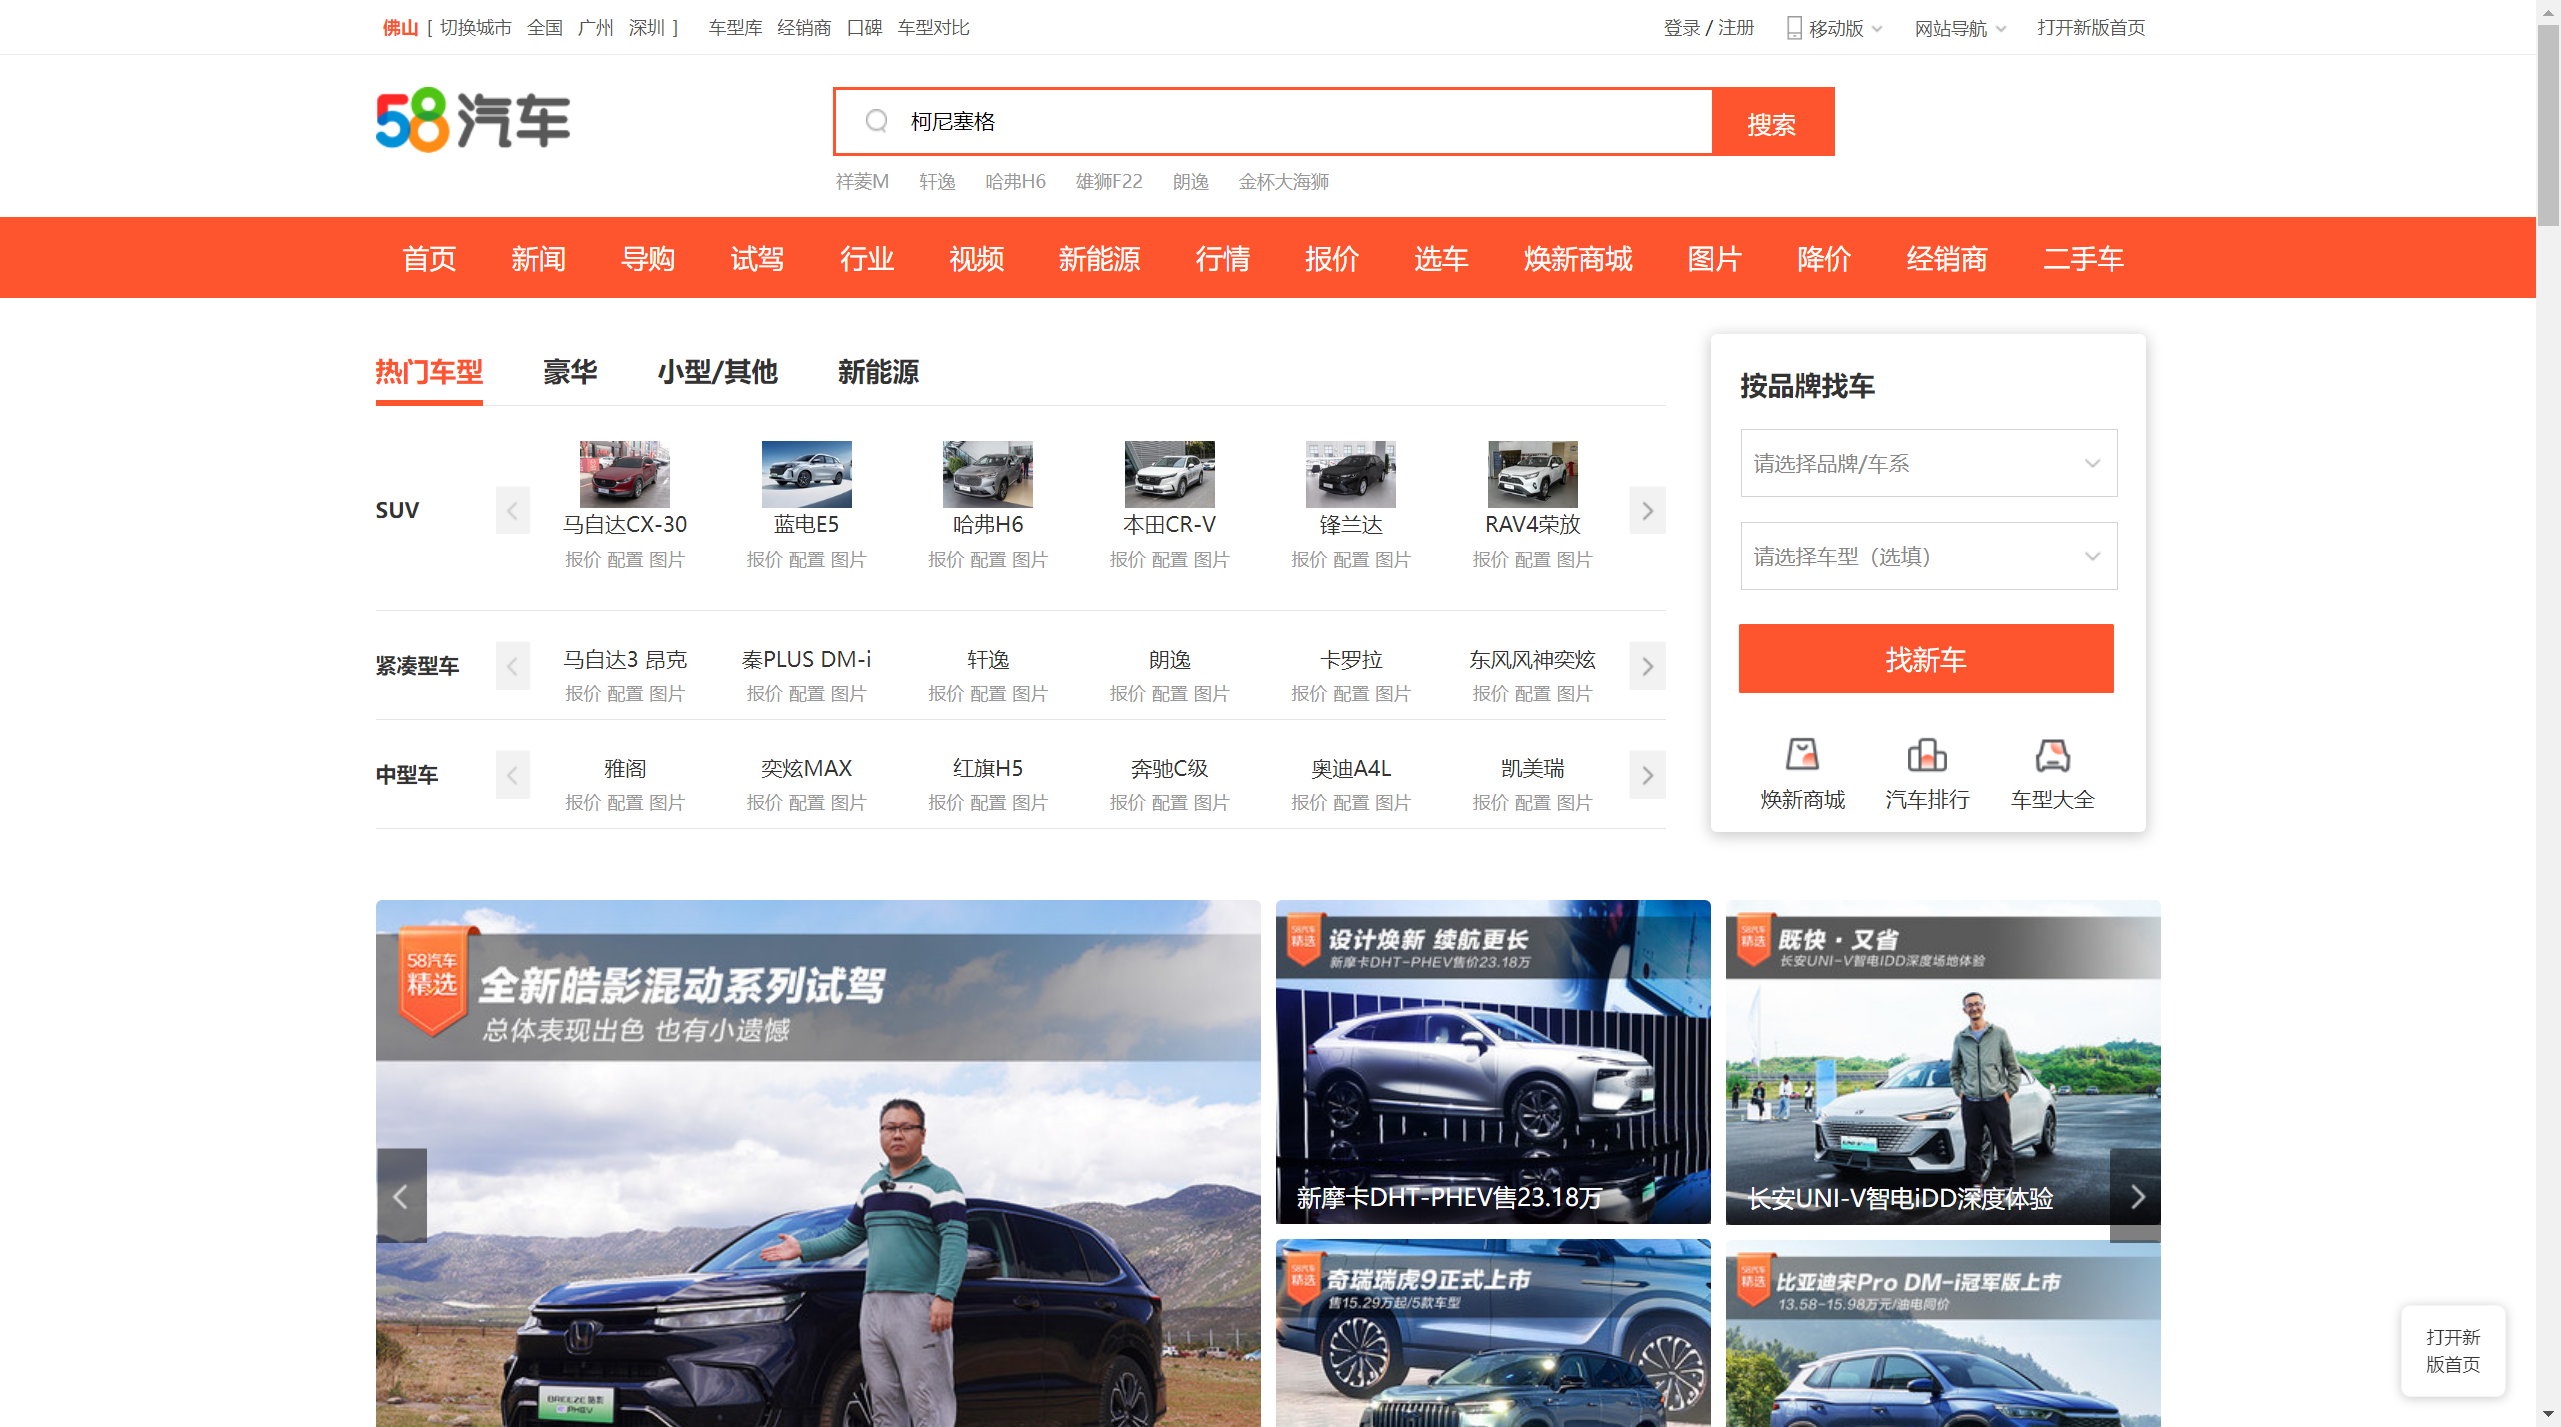 佛山 [ 切换城市 全国 广州 深圳 ] 车型库 经销商 口碑 车型对比
登录 / 注册 移动版 网站导航 打开新版首页
58汽车
柯尼塞格
搜索
祥菱M 轩逸 哈弗H6 雄狮F22 朗逸 金杯大海狮
首页 新闻 导购 试驾 行业 视频 新能源 行情 报价 选车 焕新商城 图片 降价 经销商 二手车
热门车型 豪华 小型/其他 新能源
SUV
马自达CX-30 蓝电E5 哈弗H6 本田CR-V 锋兰达 RAV4荣放
报价 配置 图片 报价 配置 图片 报价 配置 图片 报价 配置 图片 报价 配置 图片 报价 配置 图片
紧凑型车
马自达3 昂克 秦PLUS DM-i 轩逸 朗逸 卡罗拉 东风风神奕炫
报价 配置 图片 报价 配置 图片 报价 配置 图片 报价 配置 图片 报价 配置 图片 报价 配置 图片
中型车
雅阁 奕炫MAX 红旗H5 奔驰C级 奥迪A4L 凯美瑞
报价 配置 图片 报价 配置 图片 报价 配置 图片 报价 配置 图片 报价 配置 图片 报价 配置 图片
按品牌找车
请选择品牌/车系
请选择车型（选填）
找新车
焕新商城 汽车排行 车型大全
58汽车
精选
全新皓影混动系列试驾
总体表现出色 也有小遗憾
BREEZE 皓影
e:PHEV
58汽车
精选
设计焕新 续航更长
新摩卡DHT-PHEV售价23.18万
新摩卡DHT-PHEV售23.18万
58汽车
精选
既快·又省
长安UNI-V智电iDD深度场地体验
长安UNI-V智电iDD深度体验
58汽车
精选
奇瑞瑞虎9正式上市
售15.29万起/5款车型
58汽车
精选
比亚迪宋Pro DM-i冠军版上市
13.58-15.98万元/油电同价
打开新
版首页